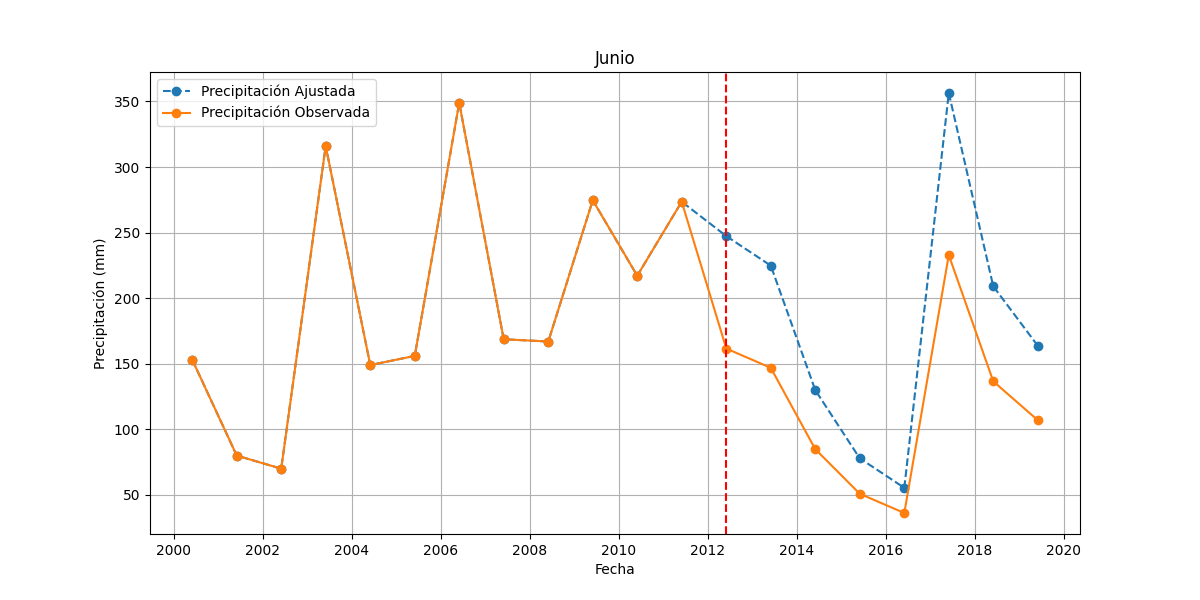 Junio
Precipitación Ajustada
Precipitación Observada
Precipitación (mm)
350
300
250
200
150
100
50
2000 2002 2004 2006 2008 2010 2012 2014 2016 2018 2020
Fecha